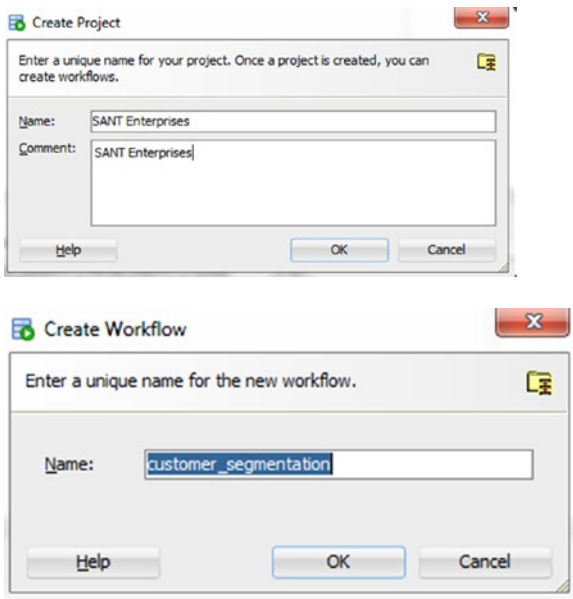 Create Project
Enter a unique name for your project. Once a project is created, you can
create workflows.
Name: SANT Enterprises
Comment: SANT Enterprises
Help OK Cancel
Create Workflow
Enter a unique name for the new workflow.
Name: customer_segmentation
Help OK Cancel